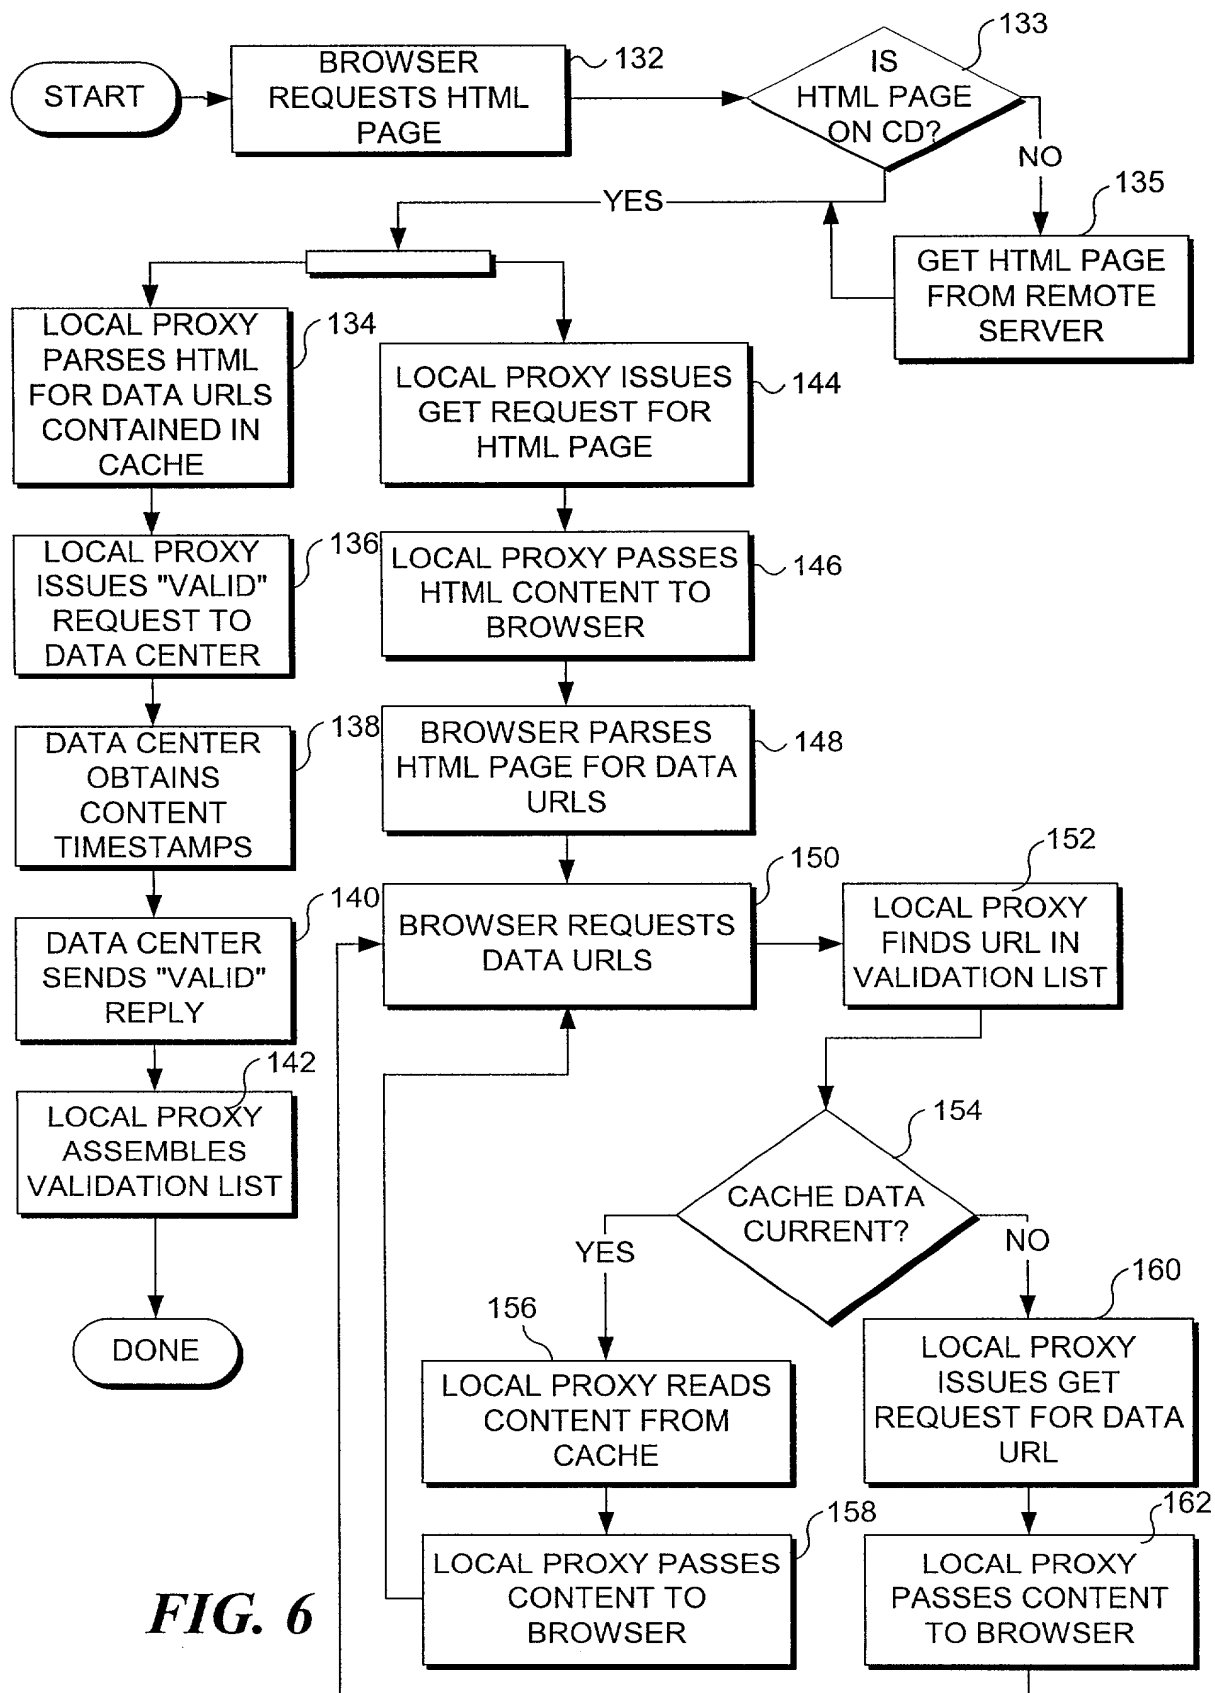 START
BROWSER
REQUESTS HTML
PAGE
132
IS
HTML PAGE
ON CD?
133
NO
YES
135
GET HTML PAGE
FROM REMOTE
SERVER
LOCAL PROXY
PARSES HTML
FOR DATA URLS
CONTAINED IN
CACHE
134
LOCAL PROXY ISSUES
GET REQUEST FOR
HTML PAGE
144
LOCAL PROXY
ISSUES "VALID"
REQUEST TO
DATA CENTER
136
LOCAL PROXY PASSES
HTML CONTENT TO
BROWSER
146
DATA CENTER
OBTAINS
CONTENT
TIMESTAMPS
138
BROWSER PARSES
HTML PAGE FOR DATA
URLS
148
DATA CENTER
SENDS "VALID"
REPLY
140
BROWSER REQUESTS
DATA URLS
150
LOCAL PROXY
FINDS URL IN
VALIDATION LIST
152
LOCAL PROXY
ASSEMBLES
VALIDATION LIST
142
DONE
CACHE DATA
CURRENT?
154
YES
NO
156
LOCAL PROXY READS
CONTENT FROM
CACHE
160
LOCAL PROXY
ISSUES GET
REQUEST FOR DATA
URL
LOCAL PROXY PASSES
CONTENT TO
BROWSER
158
162
LOCAL PROXY
PASSES CONTENT
TO BROWSER
FIG. 6